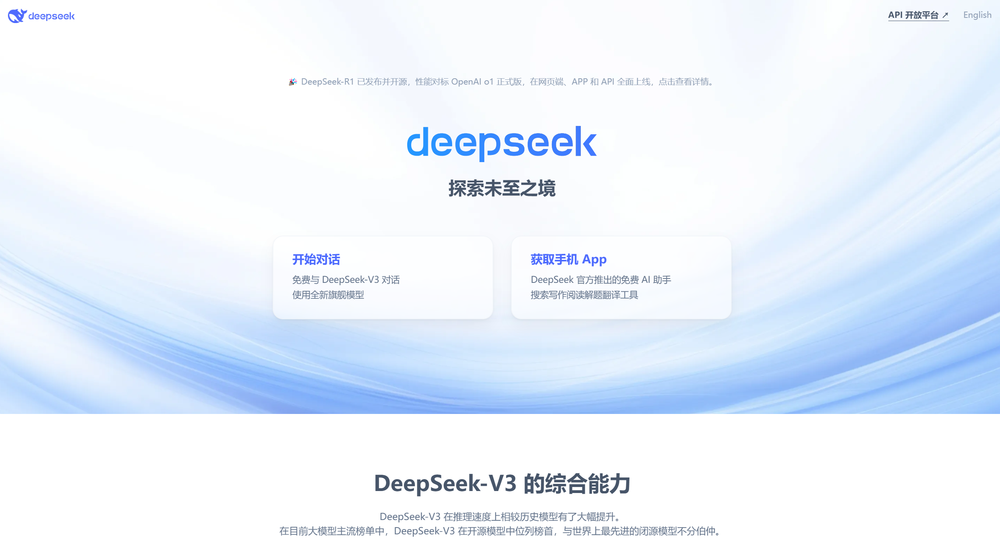 deepseek
API 开放平台 ↗ English
🎉 DeepSeek-R1 已发布并开源，性能对标 OpenAI o1 正式版，在网页端、APP 和 API 全面上线，点击查看详情。
deepseek
探索未至之境
开始对话
免费与 DeepSeek-V3 对话
使用全新旗舰模型
获取手机 App
DeepSeek 官方推出的免费 AI 助手
搜索写作阅读解题翻译工具
DeepSeek-V3 的综合能力
DeepSeek-V3 在推理速度上相较历史模型有了大幅提升。
在目前大模型主流榜单中，DeepSeek-V3 在开源模型中位列榜首，与世界上最先进的闭源模型不分伯仲。